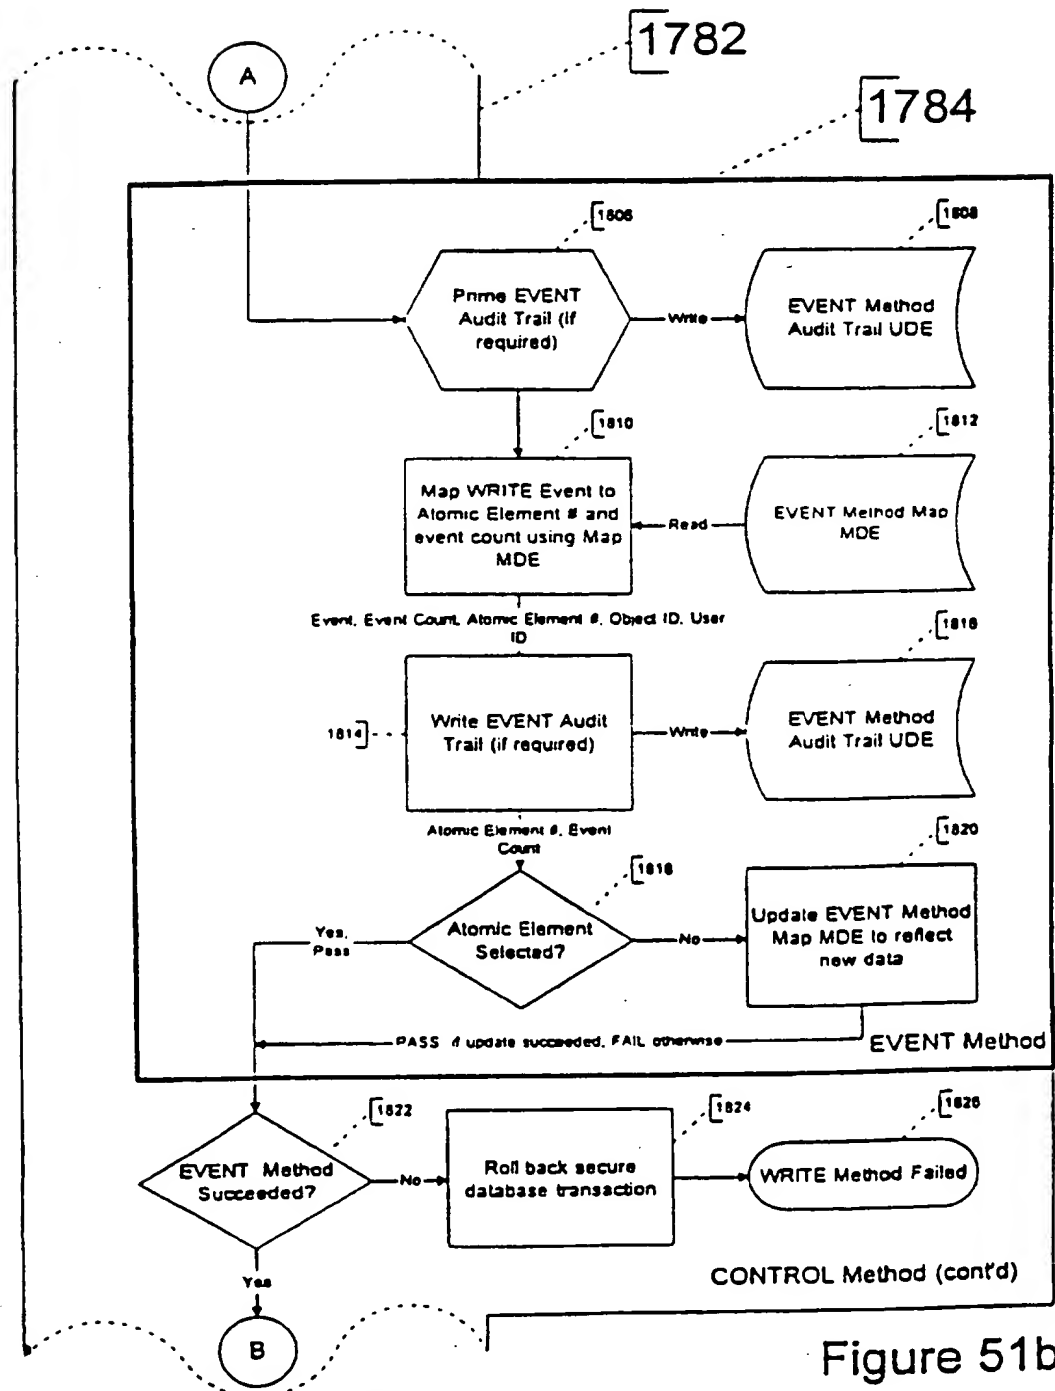 1782
A
1784
1806
1808
Prime EVENT
Audit Trail (if
required)
Write
EVENT Method
Audit Trail UDE
1810
1812
Map WRITE Event to
Atomic Element # and
event count using Map
MDE
Read
EVENT Method Map
MDE
Event, Event Count, Atomic Element #, Object ID, User
ID
1816
1814
Write EVENT Audit
Trail (if required)
Write
EVENT Method
Audit Trail UDE
Atomic Element #, Event
Count
1818
1820
Yes,
Pass
Atomic Element
Selected?
No
Update EVENT Method
Map MDE to reflect
new data
PASS if update succeeded, FAIL otherwise
EVENT Method
1822
1824
1826
EVENT Method
Succeeded?
No
Roll back secure
database transaction
WRITE Method Failed
Yes
CONTROL Method (cont'd)
B
Figure 51b